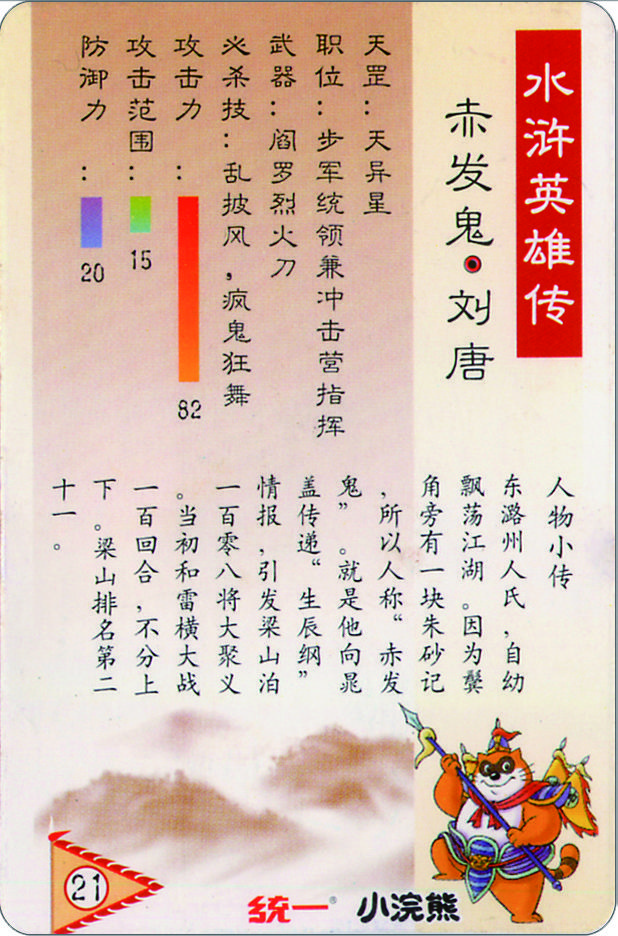 水浒英雄传
赤发鬼·刘唐
天罡：天异星
职位：步军统领兼冲击营指挥
武器：阎罗烈火刀
必杀技：乱披风，疯鬼狂舞
攻击力：
82
攻击范围：
15
防御力：
20
人物小传
东潞州人氏，自幼
飘荡江湖。因为鬓
角旁有一块朱砂记
，所以人称“赤发
鬼”。就是他向晁
盖传递“生辰纲”
情报，引发梁山泊
一百零八将大聚义
。当初和雷横大战
一百回合，不分上
下。梁山排名第二
十一。
21
统一® 小浣熊